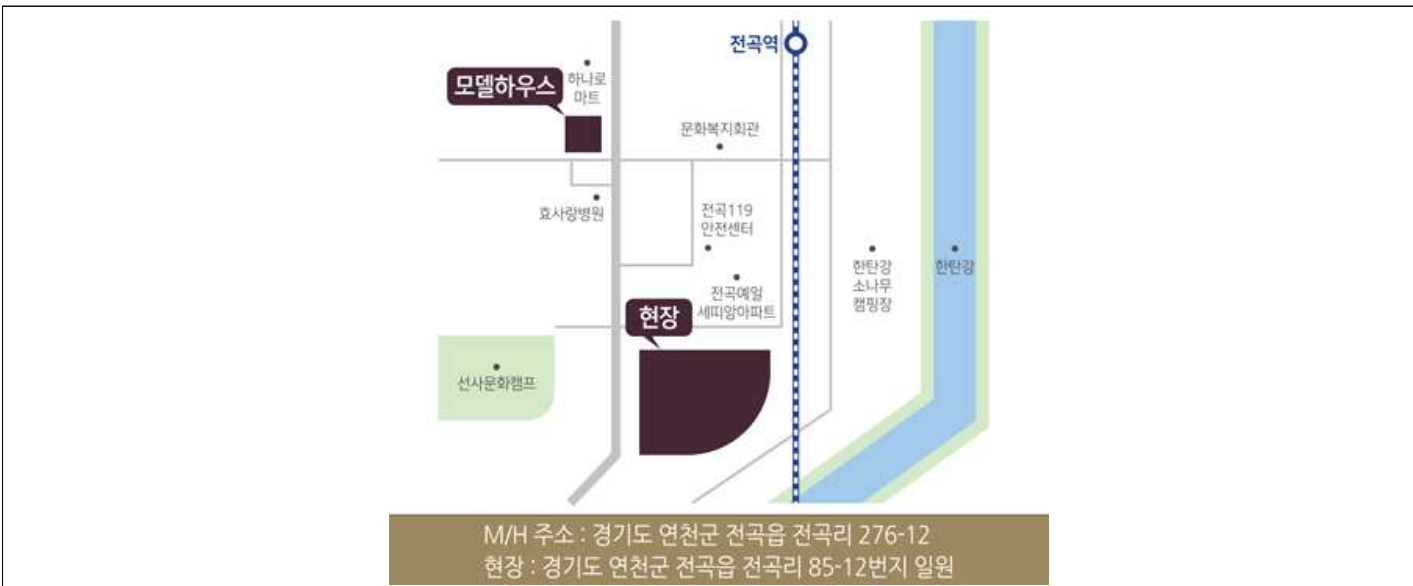 전곡역
하나로
마트
모델하우스
문화복지회관
효사랑병원
전곡119
안전센터
한탄강
소나무
캠핑장
한탄강
전곡예일
세띠앙아파트
현장
선사문화캠프
M/H 주소 : 경기도 연천군 전곡읍 전곡리 276-12
현장 : 경기도 연천군 전곡읍 전곡리 85-12번지 일원